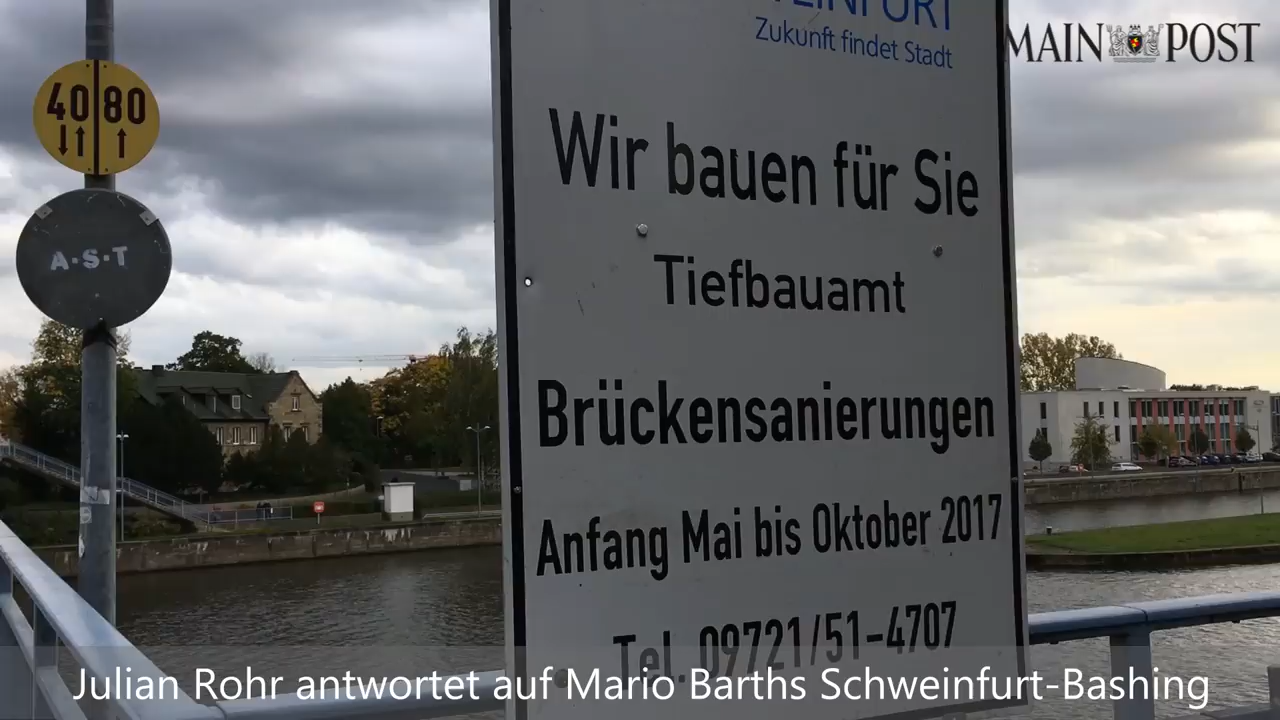 MAIN POST
Zukunft findet Stadt
40 80
A·S·T
Wir bauen für Sie
Tiefbauamt
Brückensanierungen
Anfang Mai bis Oktober 2017
Tel. 09721/51-4707
Julian Rohr antwortet auf Mario Barths Schweinfurt-Bashing